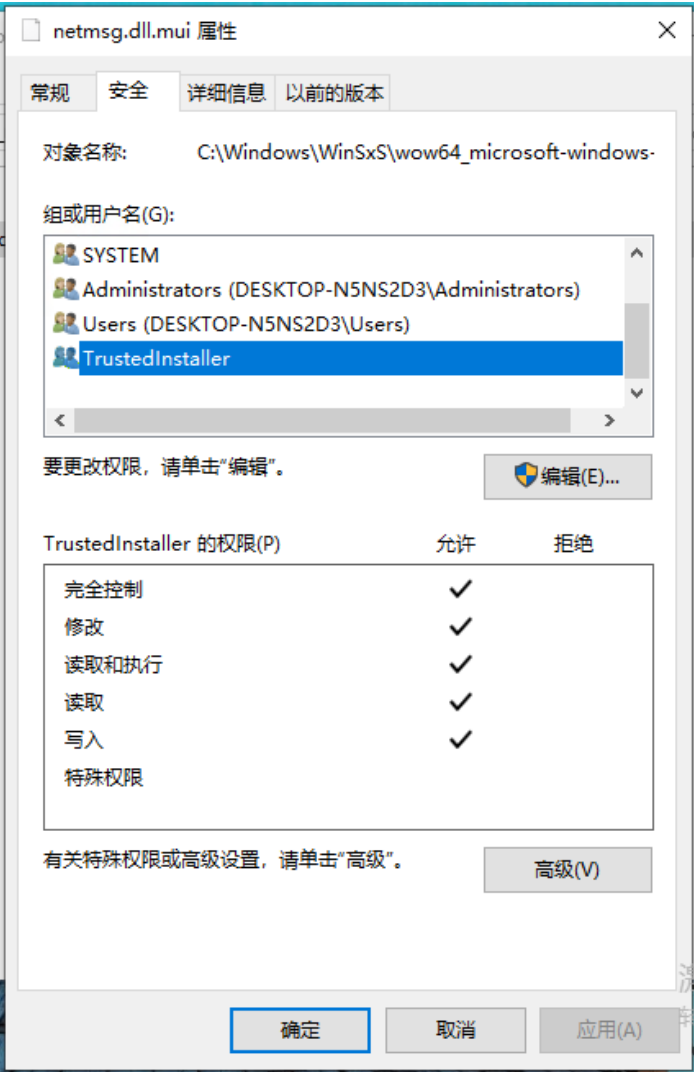 netmsg.dll.mui 属性
常规 安全 详细信息 以前的版本
对象名称: C:\Windows\WinSxS\wow64_microsoft-windows-
组或用户名(G):
SYSTEM
Administrators (DESKTOP-N5NS2D3\Administrators)
Users (DESKTOP-N5NS2D3\Users)
TrustedInstaller
要更改权限，请单击“编辑”。
编辑(E)...
TrustedInstaller 的权限(P) 允许 拒绝
完全控制
修改
读取和执行
读取
写入
特殊权限
有关特殊权限或高级设置，请单击“高级”。
高级(V)
确定 取消 应用(A)